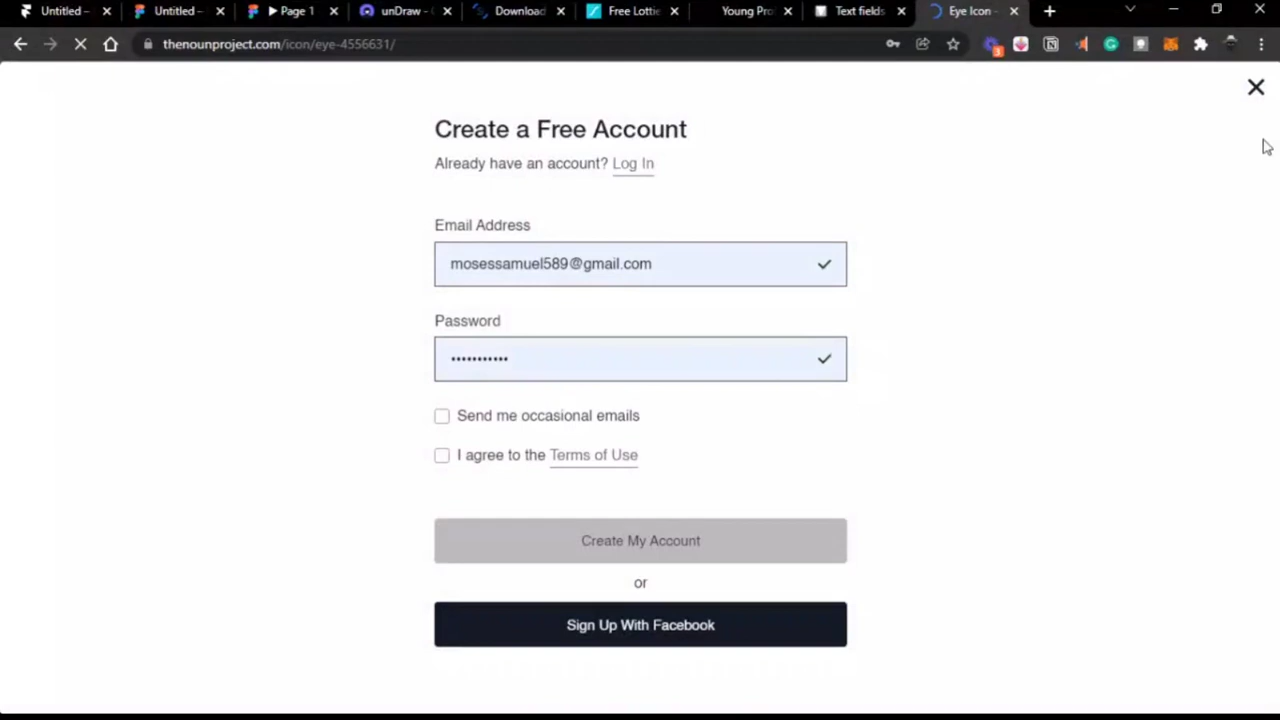 Untitled –
Untitled –
Page 1
unDraw -
Download
Free Lottie
Young Pro
Text fields
Eye Icon -
thenounproject.com/icon/eye-4556631/
3
Create a Free Account
Already have an account? Log In
Email Address
mosessamuel589@gmail.com
Password
•••••••••••
Send me occasional emails
I agree to the Terms of Use
Create My Account
or
Sign Up With Facebook